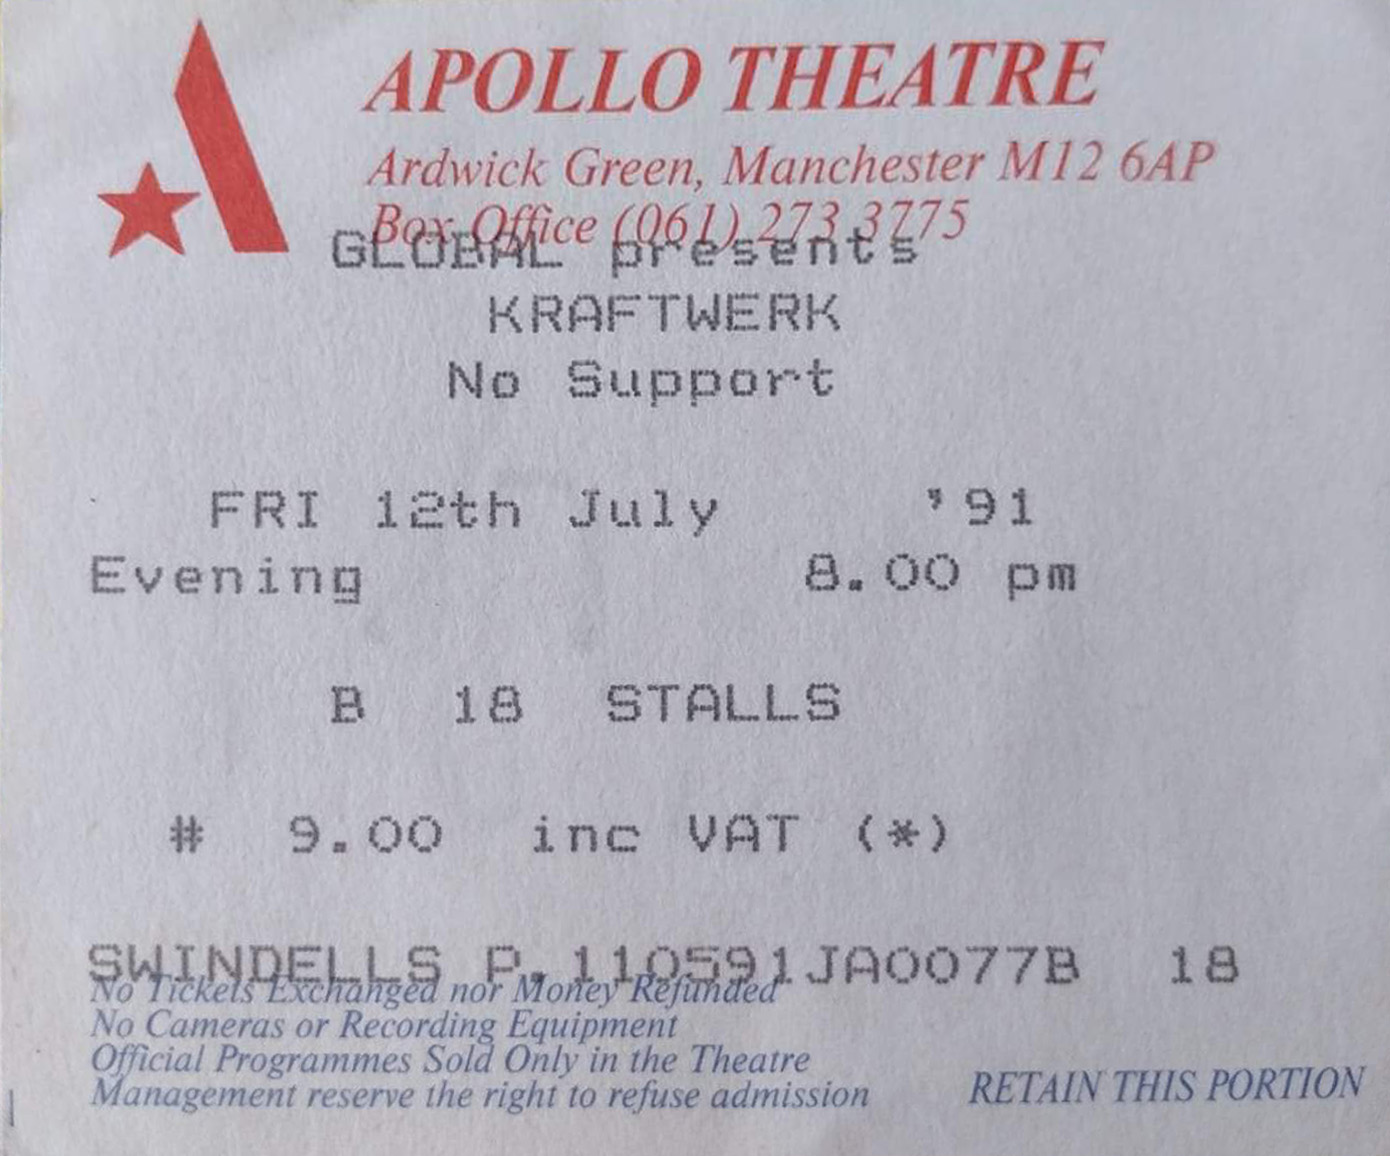 APOLLO THEATRE
Ardwick Green, Manchester M12 6AP
Box Office (061) 273 3775
GLOBAL presents
KRAFTWERK
No Support
FRI 12th July '91
Evening 8.00 pm
B 18 STALLS
# 9.00 inc VAT (*)
SWINDELLS P.110591JA0077B 18
No Tickets Exchanged nor Money Refunded
No Cameras or Recording Equipment
Official Programmes Sold Only in the Theatre
Management reserve the right to refuse admission
RETAIN THIS PORTION